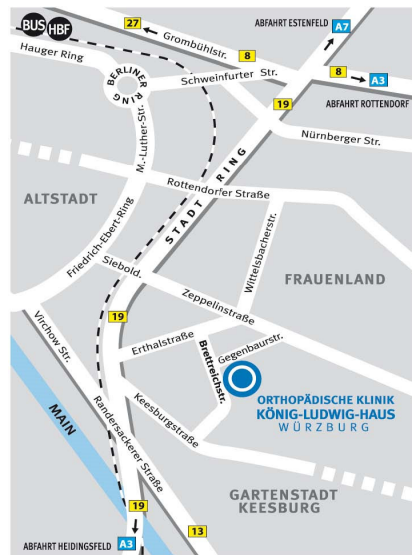 BUS HBF
27
ABFAHRT ESTENFELD
A7
Hauger Ring
Grombühlstr.
8
8
A3
BERLINER RING
Schweinfurter Str.
19
ABFAHRT ROTTENDORF
M.-Luther-Str.
Nürnberger Str.
STADT RING
Rottendorfer Straße
ALTSTADT
Friedrich-Ebert-Ring
Wittelsbacherstr.
FRAUENLAND
Siebold.
Zeppelinstraße
19
Virchow Str.
Erthalstraße
Brettreichstr.
Gegenbaurstr.
ORTHOPÄDISCHE KLINIK
KÖNIG-LUDWIG-HAUS
WÜRZBURG
Keesburgstraße
MAIN
Randersackerer Straße
GARTENSTADT
KEESBURG
19
13
ABFAHRT HEIDINGSFELD
A3